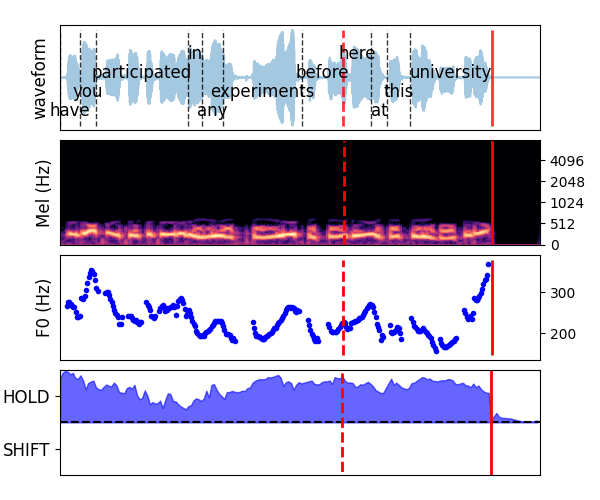 waveform
have you participated in any experiments before here at this university
Mel (Hz)
4096
2048
1024
512
0
F0 (Hz)
300
200
HOLD
SHIFT